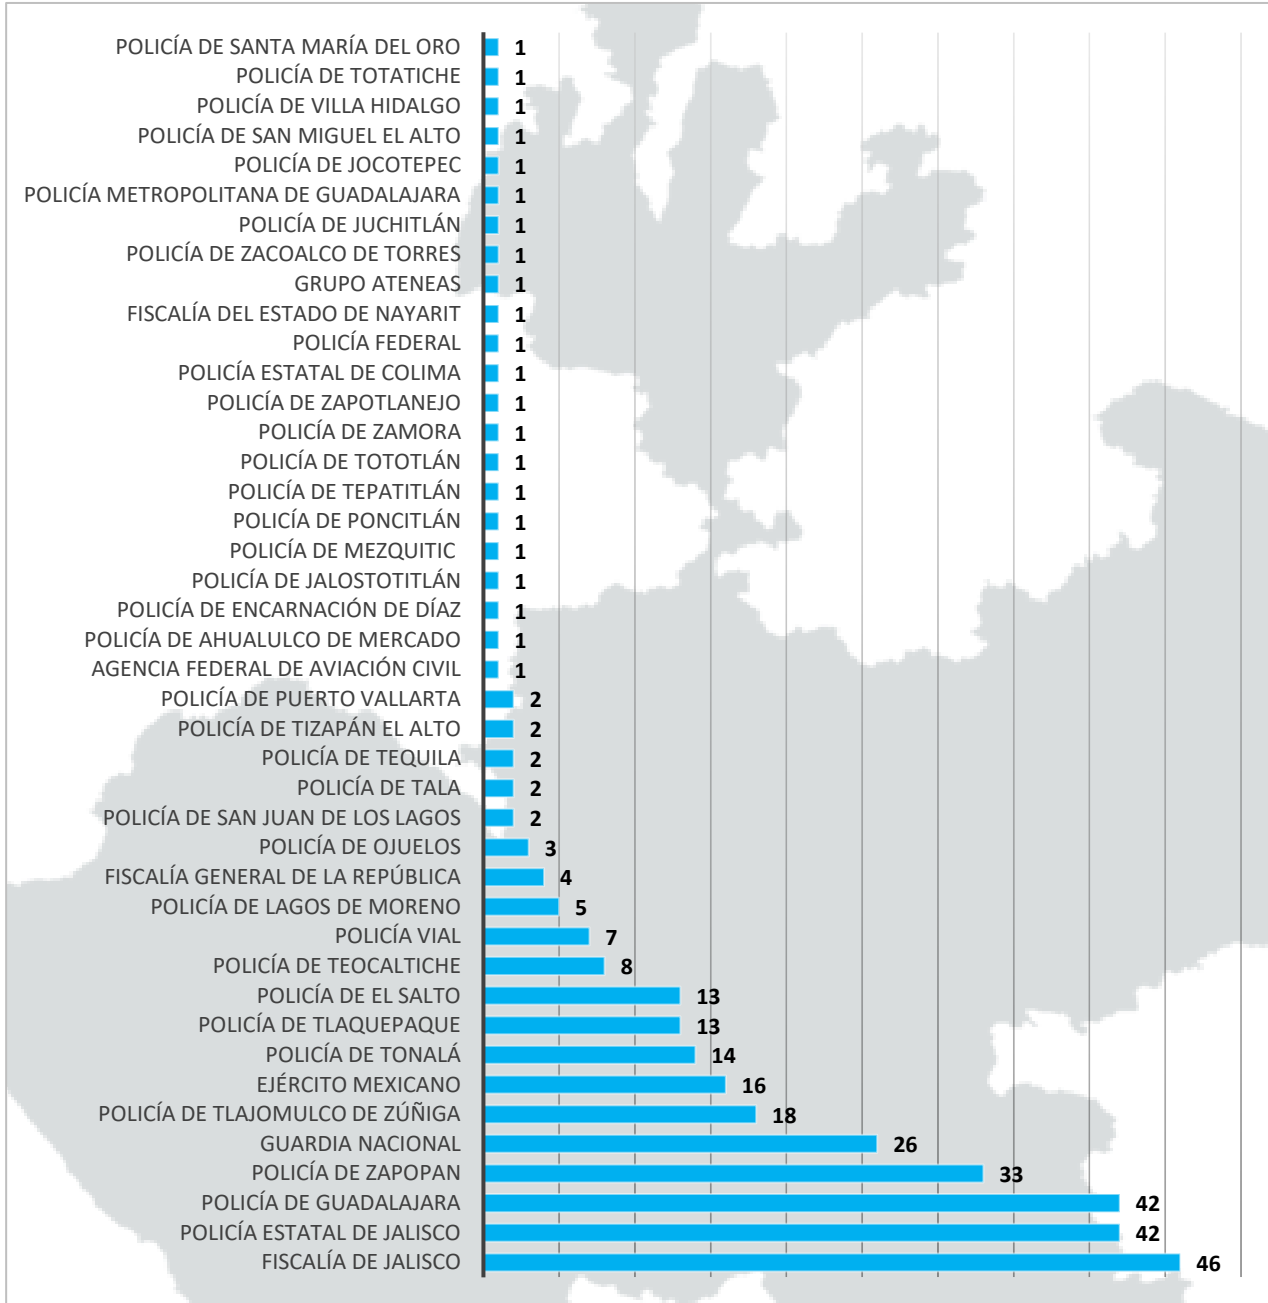 POLICÍA DE SANTA MARÍA DEL ORO 1
POLICÍA DE TOTATICHE 1
POLICÍA DE VILLA HIDALGO 1
POLICÍA DE SAN MIGUEL EL ALTO 1
POLICÍA DE JOCOTEPEC 1
POLICÍA METROPOLITANA DE GUADALAJARA 1
POLICÍA DE JUCHITLÁN 1
POLICÍA DE ZACOALCO DE TORRES 1
GRUPO ATENEAS 1
FISCALÍA DEL ESTADO DE NAYARIT 1
POLICÍA FEDERAL 1
POLICÍA ESTATAL DE COLIMA 1
POLICÍA DE ZAPOTLANEJO 1
POLICÍA DE ZAMORA 1
POLICÍA DE TOTOTLÁN 1
POLICÍA DE TEPATITLÁN 1
POLICÍA DE PONCITLÁN 1
POLICÍA DE MEZQUITIC 1
POLICÍA DE JALOSTOTITLÁN 1
POLICÍA DE ENCARNACIÓN DE DÍAZ 1
POLICÍA DE AHUALULCO DE MERCADO 1
AGENCIA FEDERAL DE AVIACIÓN CIVIL 1
POLICÍA DE PUERTO VALLARTA 2
POLICÍA DE TIZAPÁN EL ALTO 2
POLICÍA DE TEQUILA 2
POLICÍA DE TALA 2
POLICÍA DE SAN JUAN DE LOS LAGOS 2
POLICÍA DE OJUELOS 3
FISCALÍA GENERAL DE LA REPÚBLICA 4
POLICÍA DE LAGOS DE MORENO 5
POLICÍA VIAL 7
POLICÍA DE TEOCALTICHE 8
POLICÍA DE EL SALTO 13
POLICÍA DE TLAQUEPAQUE 13
POLICÍA DE TONALÁ 14
EJÉRCITO MEXICANO 16
POLICÍA DE TLAJOMULCO DE ZÚÑIGA 18
GUARDIA NACIONAL 26
POLICÍA DE ZAPOPAN 33
POLICÍA DE GUADALAJARA 42
POLICÍA ESTATAL DE JALISCO 42
FISCALÍA DE JALISCO 46